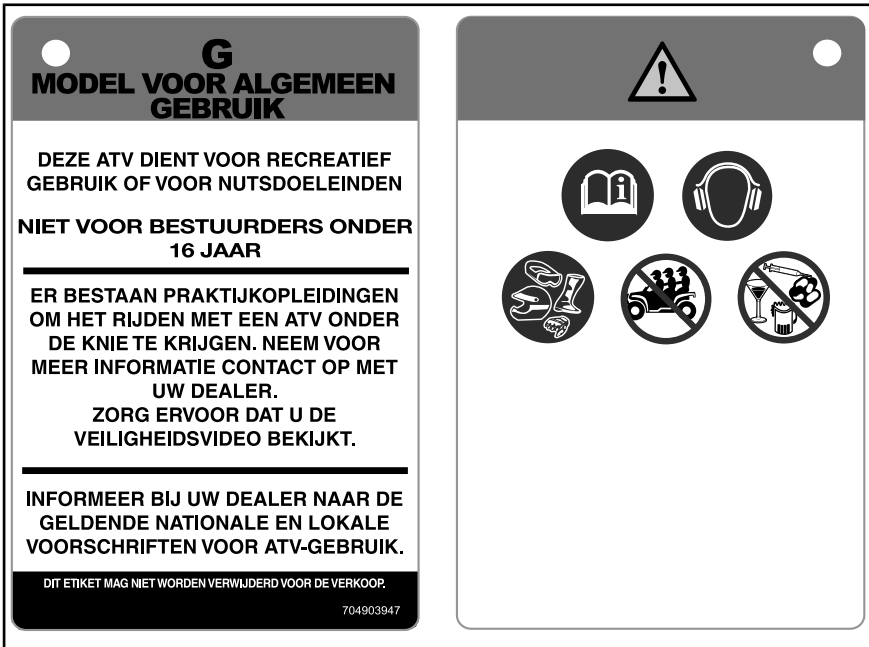 G
MODEL VOOR ALGEMEEN
GEBRUIK
DEZE ATV DIENT VOOR RECREATIEF
GEBRUIK OF VOOR NUTSDOELEINDEN
NIET VOOR BESTUURDERS ONDER
16 JAAR
ER BESTAAN PRAKTIJKOPLEIDINGEN
OM HET RIJDEN MET EEN ATV ONDER
DE KNIE TE KRIJGEN. NEEM VOOR
MEER INFORMATIE CONTACT OP MET
UW DEALER.
ZORG ERVOOR DAT U DE
VEILIGHEIDSVIDEO BEKIJKT.
INFORMEER BIJ UW DEALER NAAR DE
GELDENDE NATIONALE EN LOKALE
VOORSCHRIFTEN VOOR ATV-GEBRUIK.
DIT ETIKET MAG NIET WORDEN VERWIJDERD VOOR DE VERKOOP.
704903947